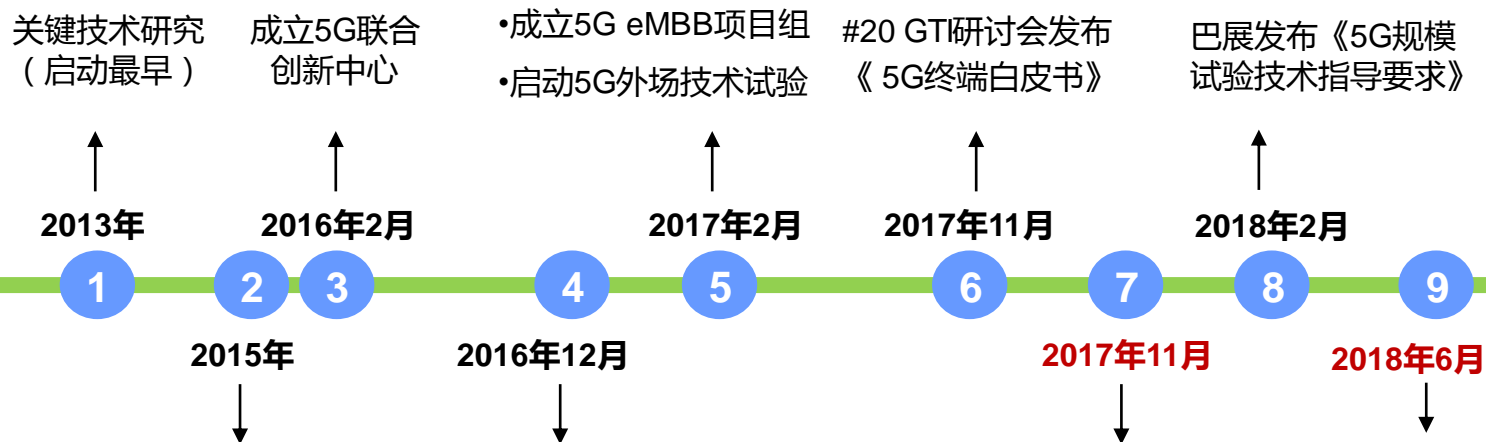 关键技术研究
（启动最早）
成立5G联合
创新中心
•成立5G eMBB项目组
•启动5G外场技术试验
#20 GTI研讨会发布
《 5G终端白皮书》
巴展发布《5G规模
试验技术指导要求》
2013年
2016年2月
2017年2月
2017年11月
2018年2月
1
2
3
4
5
6
7
8
9
2015年
2016年12月
2017年11月
2018年6月